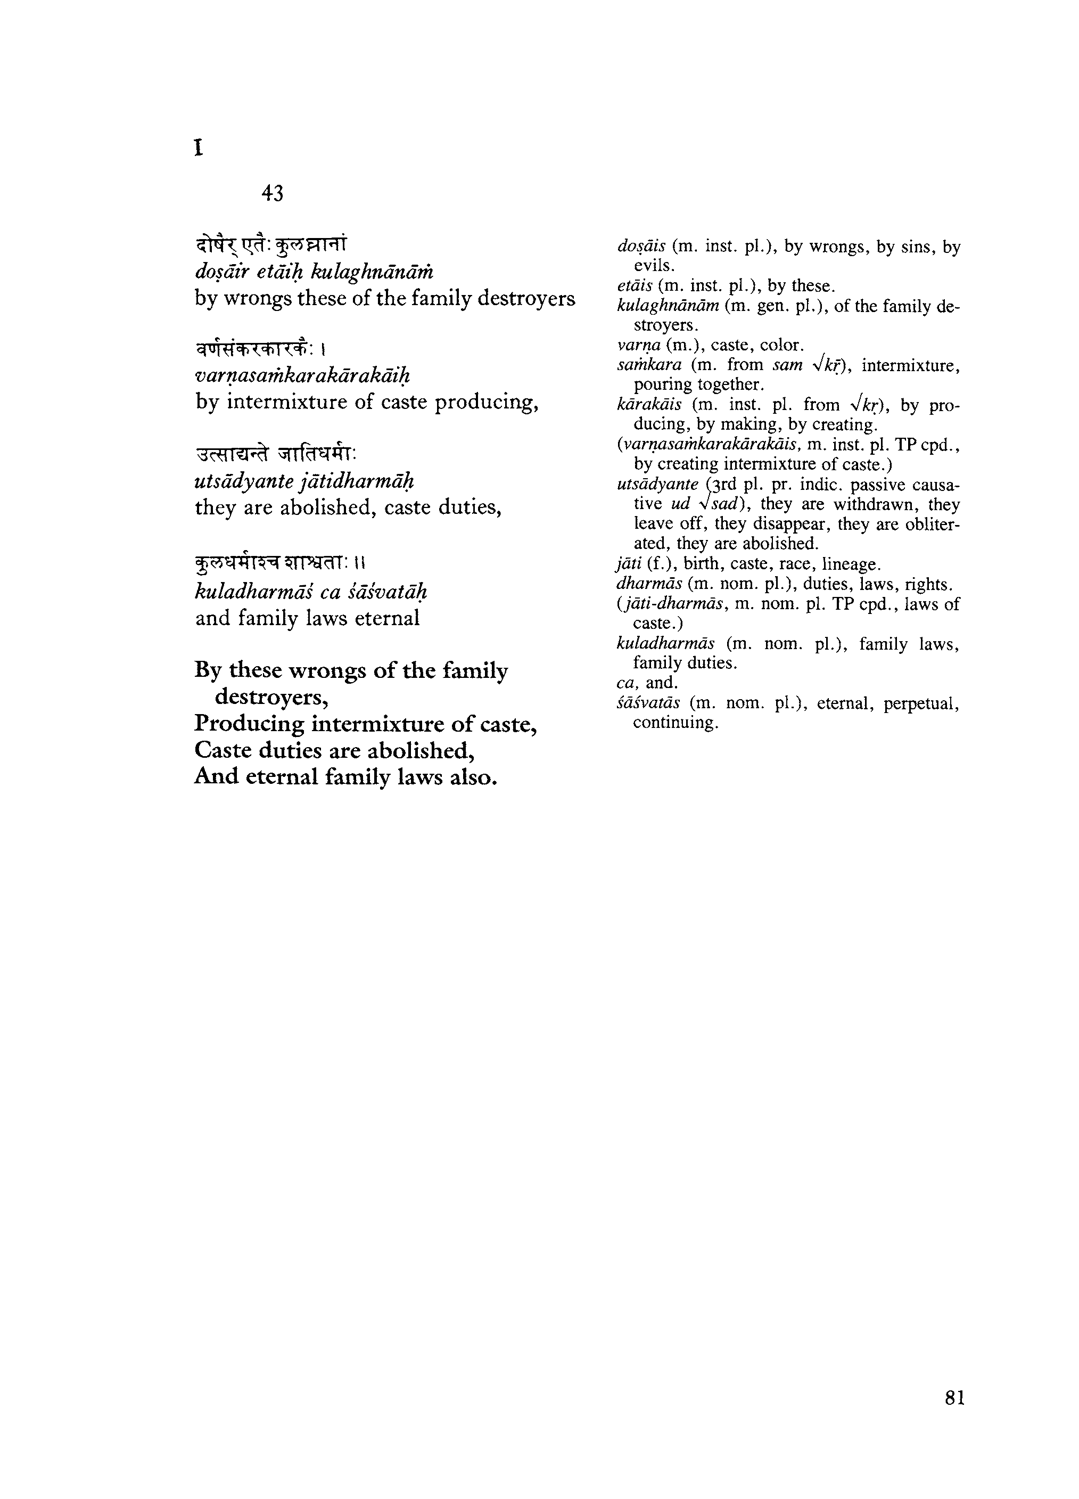 I
43
दोषैर् एतैः कुलघ्नानां
doṣāir etāiḥ kulaghnānāṁ
by wrongs these of the family destroyers
वर्णसंकरकारकैः ।
varṇasaṁkarakārakāiḥ
by intermixture of caste producing,
उत्साद्यन्ते जातिधर्माः
utsādyante jātidharmāḥ
they are abolished, caste duties,
कुलधर्माश्च शाश्वताः ॥
kuladharmāś ca śāśvatāḥ
and family laws eternal
By these wrongs of the family
destroyers,
Producing intermixture of caste,
Caste duties are abolished,
And eternal family laws also.
doṣāis (m. inst. pl.), by wrongs, by sins, by
evils.
etāis (m. inst. pl.), by these.
kulaghnānām (m. gen. pl.), of the family de-
stroyers.
varṇa (m.), caste, color.
saṁkara (m. from sam √kṝ), intermixture,
pouring together.
kārakāis (m. inst. pl. from √kṛ), by pro-
ducing, by making, by creating.
(varṇasaṁkarakārakāis, m. inst. pl. TP cpd.,
by creating intermixture of caste.)
utsādyante (3rd pl. pr. indic. passive causa-
tive ud √sad), they are withdrawn, they
leave off, they disappear, they are obliter-
ated, they are abolished.
jāti (f.), birth, caste, race, lineage.
dharmās (m. nom. pl.), duties, laws, rights.
(jāti-dharmās, m. nom. pl. TP cpd., laws of
caste.)
kuladharmās (m. nom. pl.), family laws,
family duties.
ca, and.
śāśvatās (m. nom. pl.), eternal, perpetual,
continuing.
81